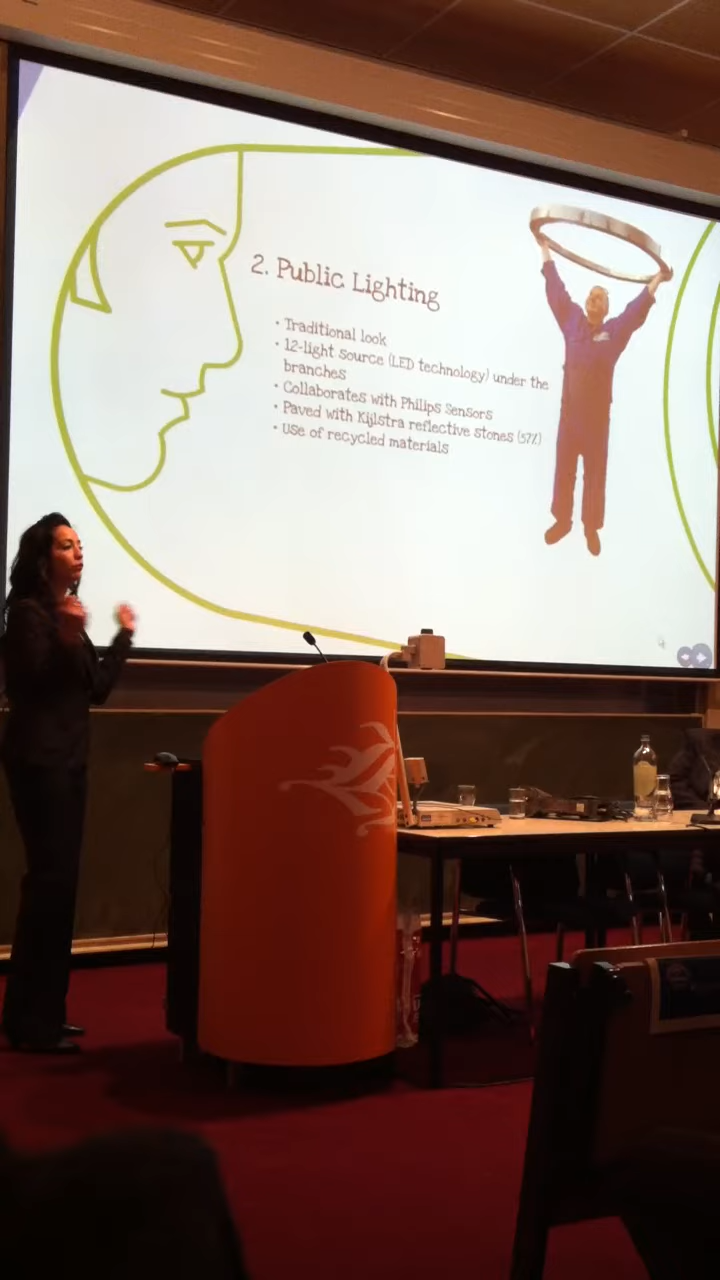 2. Public Lighting
• Traditional look
• 12-light source (LED technology) under the
branches
• Collaborates with Philips Sensors
• Paved with Kijlstra reflective stones (57%)
• Use of recycled materials